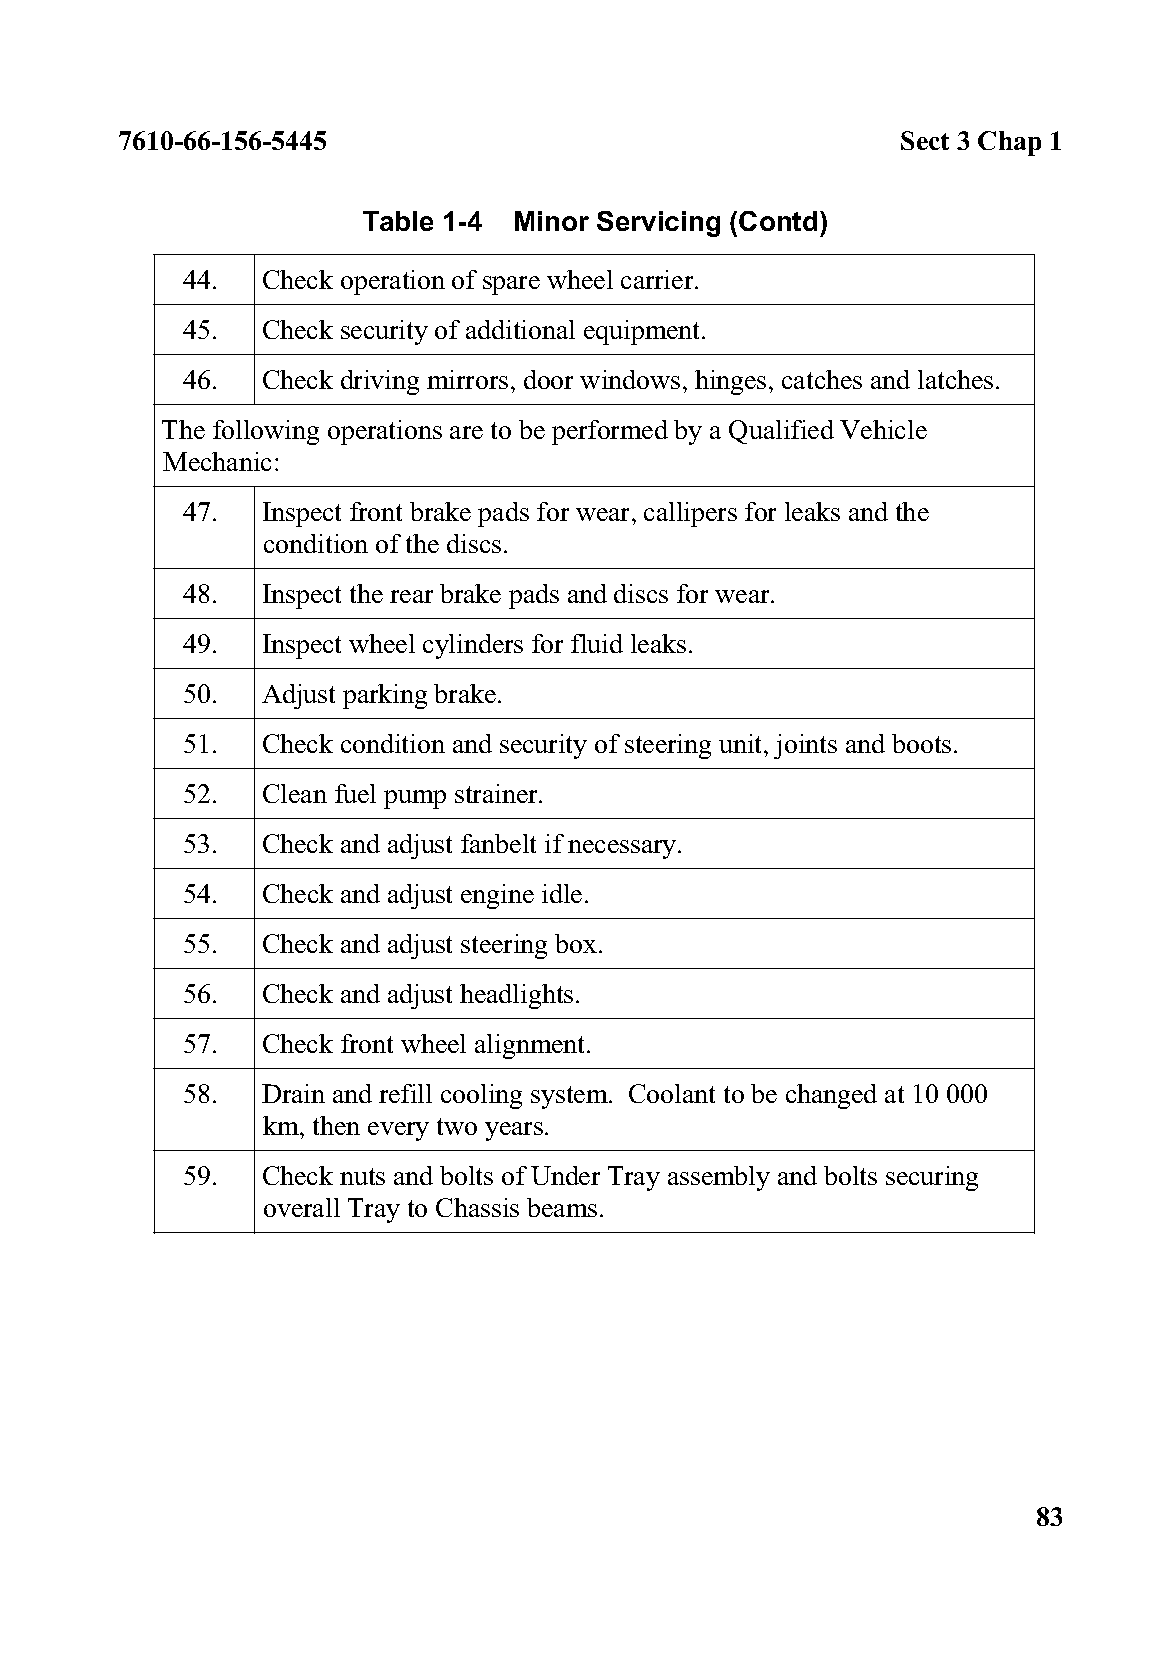 7610-66-156-5445 Sect 3 Chap 1
Table 1-4 Minor Servicing (Contd)
44. Check operation of spare wheel carrier.
45. Check security of additional equipment.
46. Check driving mirrors, door windows, hinges, catches and latches.
The following operations are to be performed by a Qualified Vehicle
Mechanic:
47. Inspect front brake pads for wear, callipers for leaks and the
condition of the discs.
48. Inspect the rear brake pads and discs for wear.
49. Inspect wheel cylinders for fluid leaks.
50. Adjust parking brake.
51. Check condition and security of steering unit, joints and boots.
52. Clean fuel pump strainer.
53. Check and adjust fanbelt if necessary.
54. Check and adjust engine idle.
55. Check and adjust steering box.
56. Check and adjust headlights.
57. Check front wheel alignment.
58. Drain and refill cooling system. Coolant to be changed at 10 000
km, then every two years.
59. Check nuts and bolts of Under Tray assembly and bolts securing
overall Tray to Chassis beams.
83